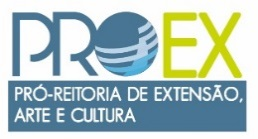 PROEX
PRÓ-REITORIA DE EXTENSÃO,
ARTE E CULTURA